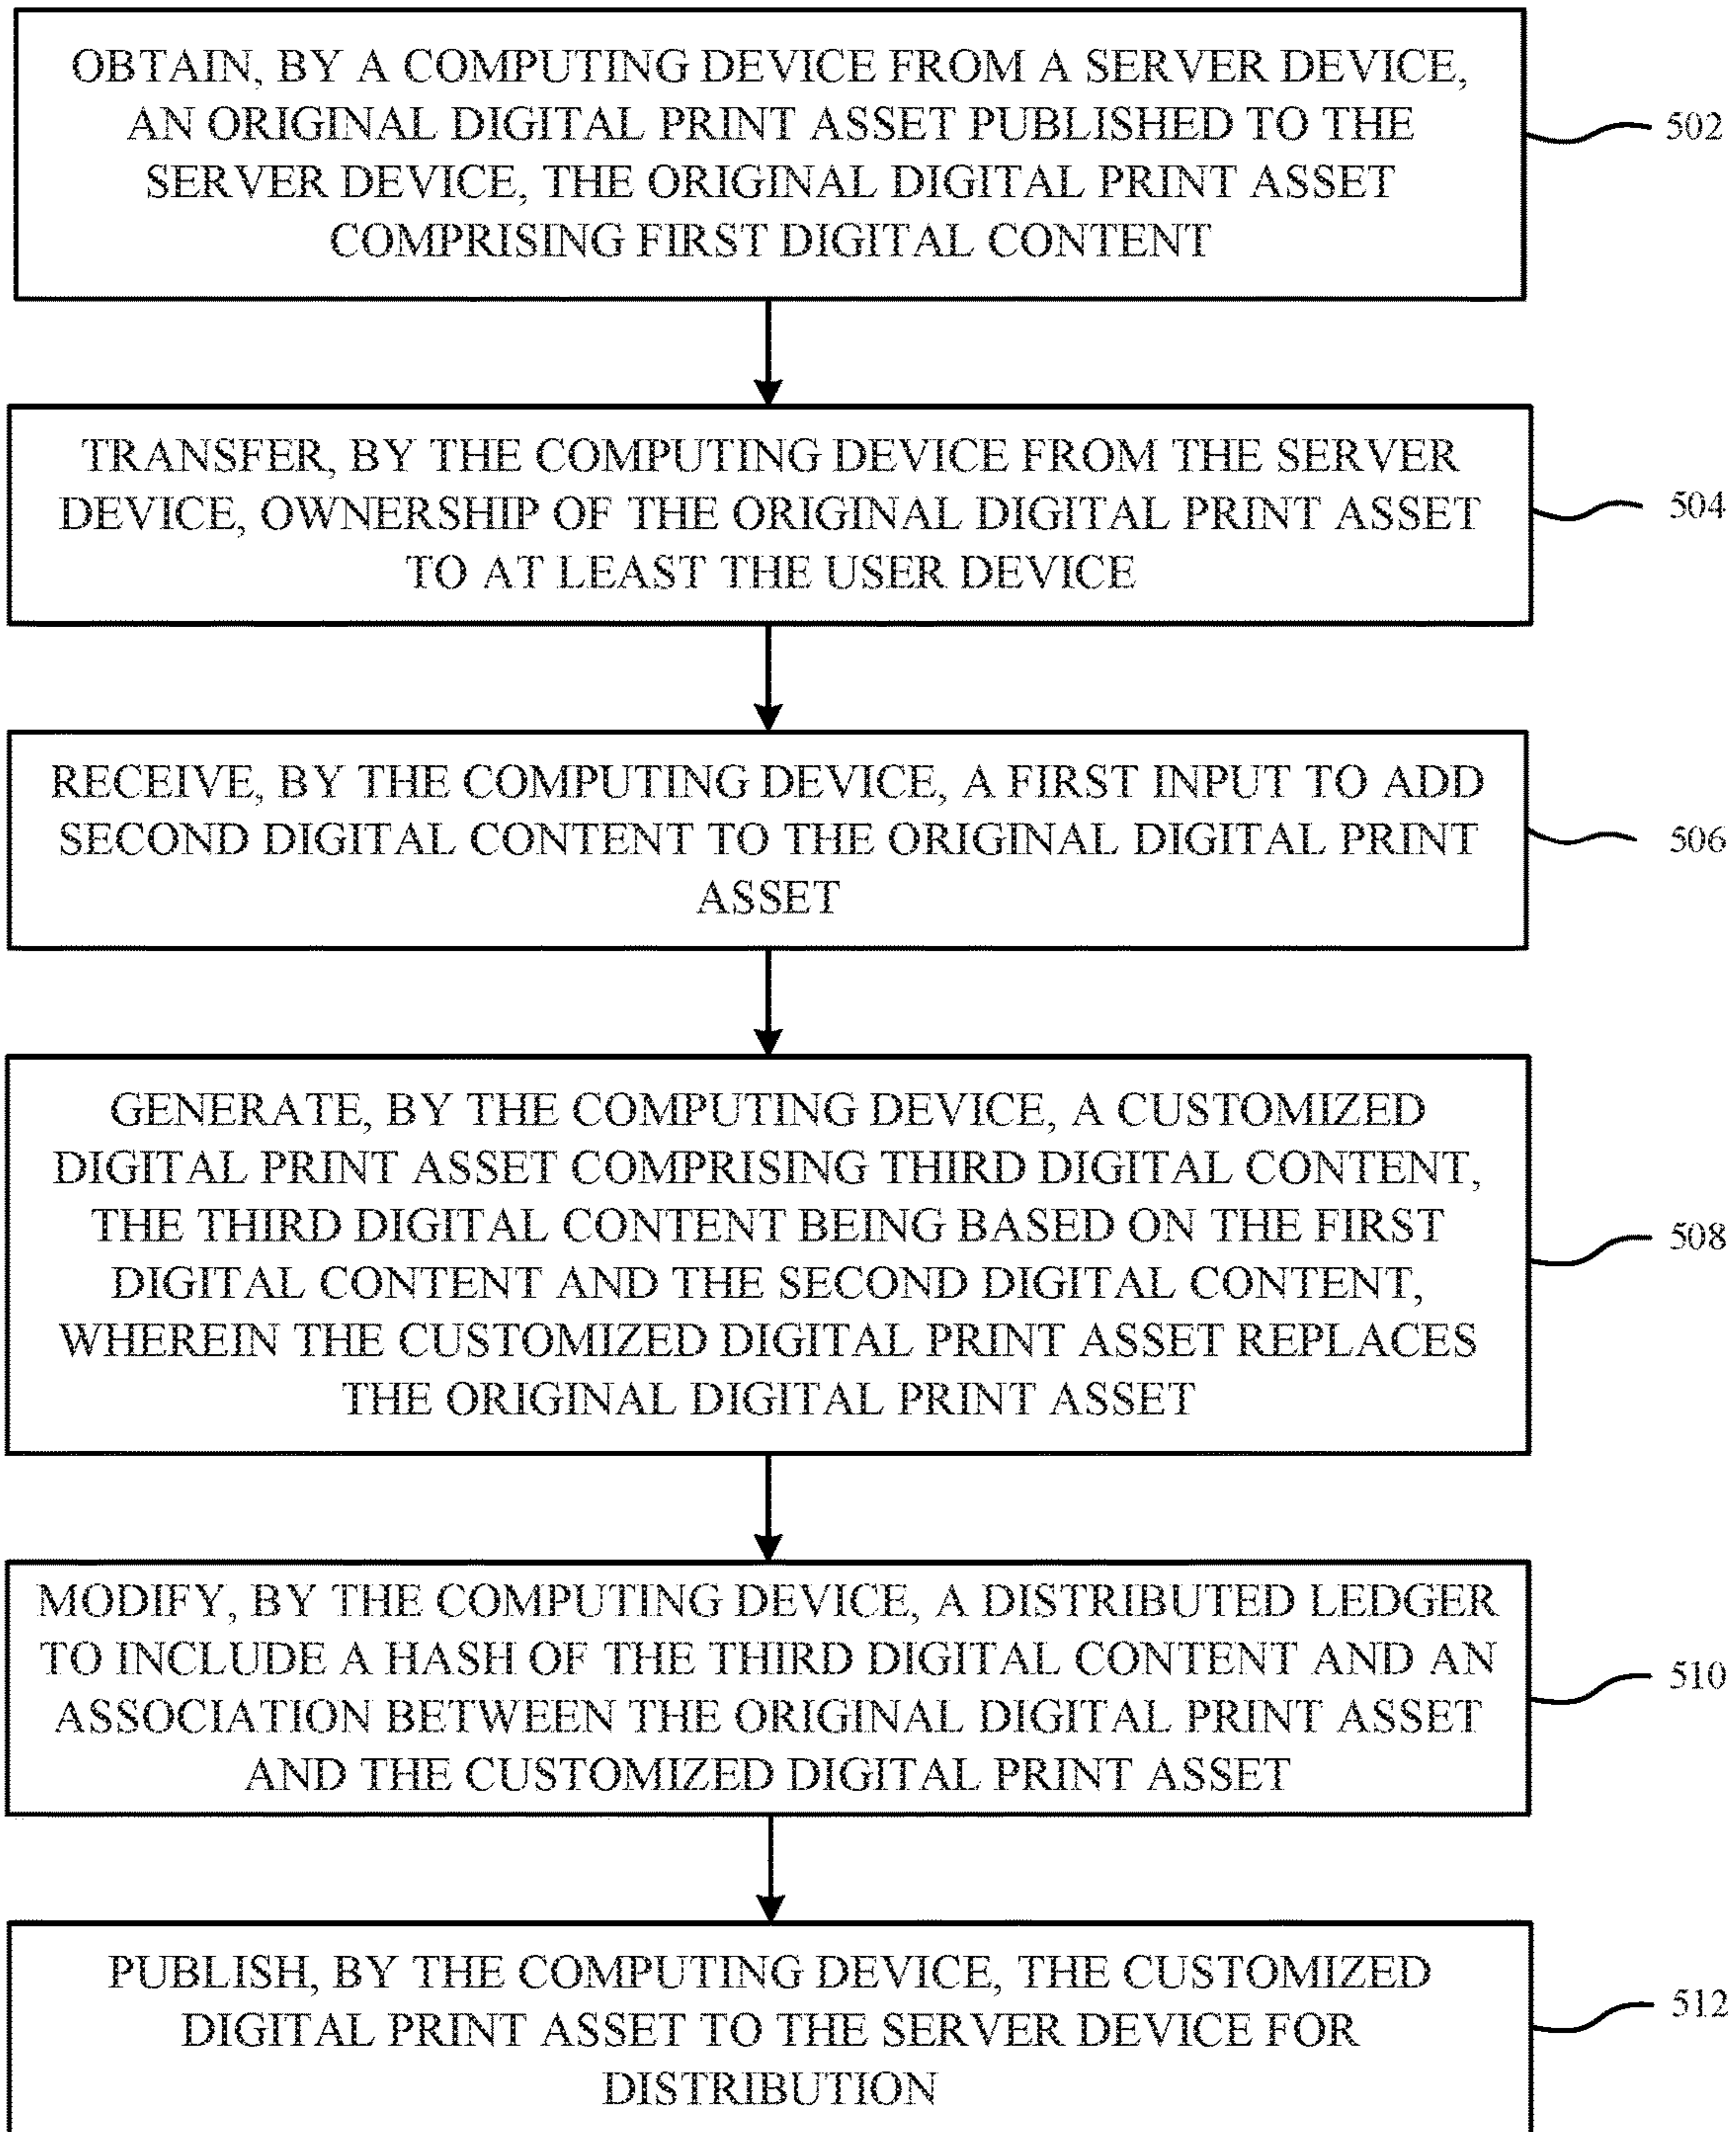 OBTAIN, BY A COMPUTING DEVICE FROM A SERVER DEVICE,
AN ORIGINAL DIGITAL PRINT ASSET PUBLISHED TO THE
SERVER DEVICE, THE ORIGINAL DIGITAL PRINT ASSET
COMPRISING FIRST DIGITAL CONTENT
502
TRANSFER, BY THE COMPUTING DEVICE FROM THE SERVER
DEVICE, OWNERSHIP OF THE ORIGINAL DIGITAL PRINT ASSET
TO AT LEAST THE USER DEVICE
504
RECEIVE, BY THE COMPUTING DEVICE, A FIRST INPUT TO ADD
SECOND DIGITAL CONTENT TO THE ORIGINAL DIGITAL PRINT
ASSET
506
GENERATE, BY THE COMPUTING DEVICE, A CUSTOMIZED
DIGITAL PRINT ASSET COMPRISING THIRD DIGITAL CONTENT,
THE THIRD DIGITAL CONTENT BEING BASED ON THE FIRST
DIGITAL CONTENT AND THE SECOND DIGITAL CONTENT,
WHEREIN THE CUSTOMIZED DIGITAL PRINT ASSET REPLACES
THE ORIGINAL DIGITAL PRINT ASSET
508
MODIFY, BY THE COMPUTING DEVICE, A DISTRIBUTED LEDGER
TO INCLUDE A HASH OF THE THIRD DIGITAL CONTENT AND AN
ASSOCIATION BETWEEN THE ORIGINAL DIGITAL PRINT ASSET
AND THE CUSTOMIZED DIGITAL PRINT ASSET
510
PUBLISH, BY THE COMPUTING DEVICE, THE CUSTOMIZED
DIGITAL PRINT ASSET TO THE SERVER DEVICE FOR
DISTRIBUTION
512